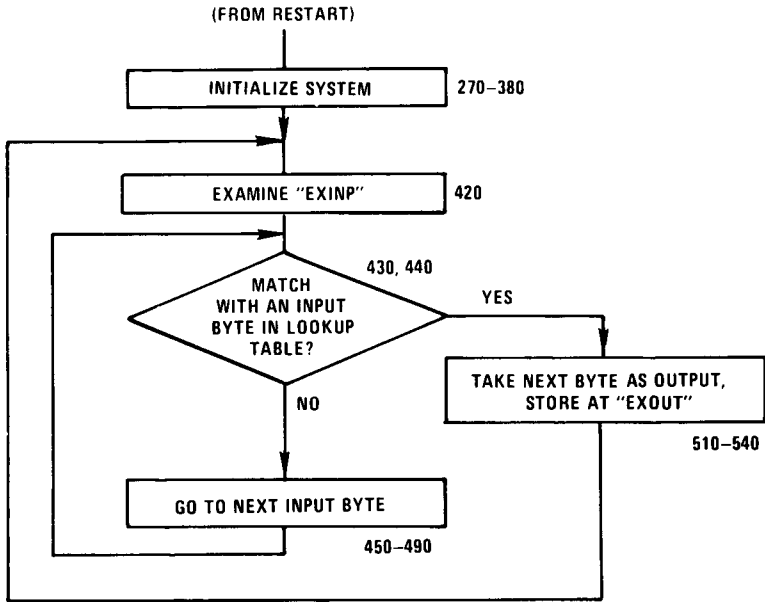 (FROM RESTART)
INITIALIZE SYSTEM
270–380
EXAMINE "EXINP"
420
430, 440
MATCH
WITH AN INPUT
BYTE IN LOOKUP
TABLE?
YES
TAKE NEXT BYTE AS OUTPUT,
STORE AT "EXOUT"
510–540
NO
GO TO NEXT INPUT BYTE
450–490